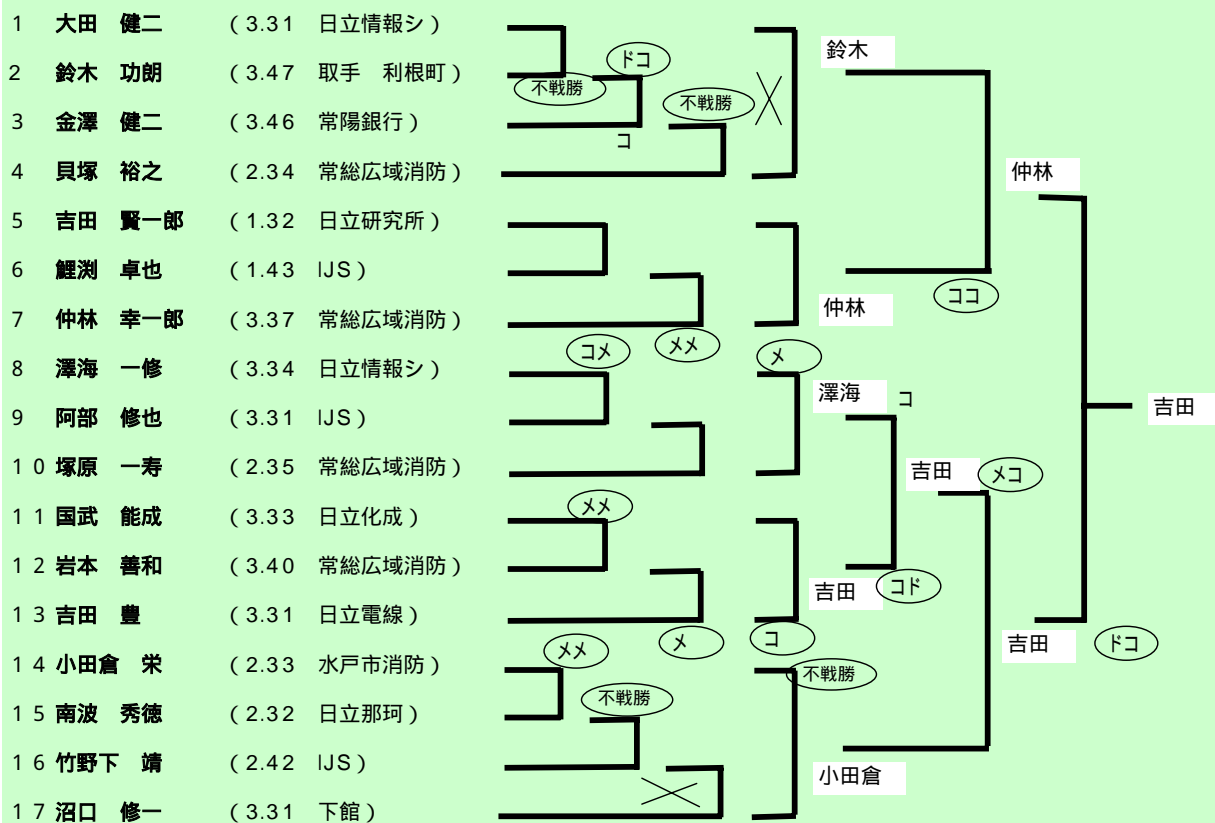 1 大田 健二 （3.31 日立情報シ）
2 鈴木 功朗 （3.47 取手 利根町）
3 金澤 健二 （3.46 常陽銀行）
4 貝塚 裕之 （2.34 常総広域消防）
5 吉田 賢一郎 （1.32 日立研究所）
6 鯉渕 卓也 （1.43 IJS）
7 仲林 幸一郎 （3.37 常総広域消防）
8 澤海 一修 （3.34 日立情報シ）
9 阿部 修也 （3.31 IJS）
10 塚原 一寿 （2.35 常総広域消防）
11 国武 能成 （3.33 日立化成）
12 岩本 善和 （3.40 常総広域消防）
13 吉田 豊 （3.31 日立電線）
14 小田倉 栄 （2.33 水戸市消防）
15 南波 秀徳 （2.32 日立那珂）
16 竹野下 靖 （2.42 IJS）
17 沼口 修一 （3.31 下館）
不戦勝
ドコ
コ
不戦勝
鈴木
仲林
ココ
仲林
コメ
メメ
メ
澤海 コ
吉田 メコ
吉田
メメ
吉田 コド
メ
コ
メメ
不戦勝
不戦勝
吉田 ドコ
小田倉